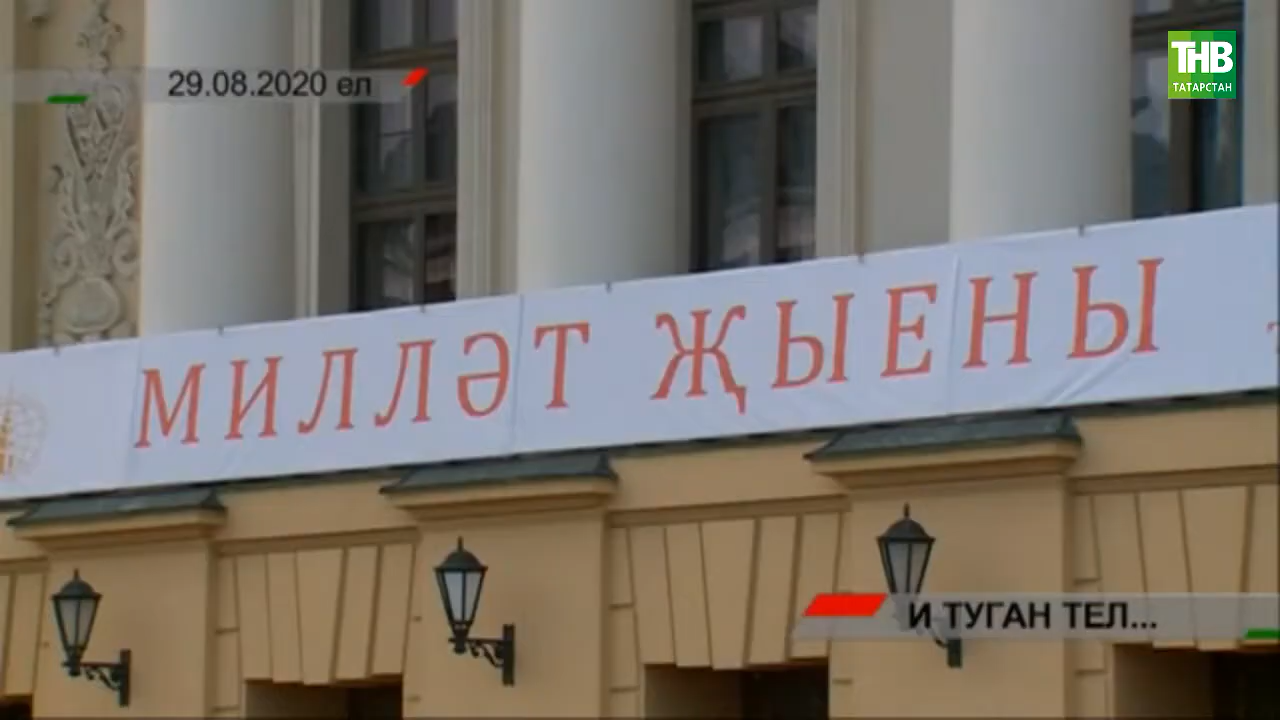 29.08.2020 ел
ТНВ
ТАТАРСТАН
МИЛЛӘТ ҖЫЕНЫ
И ТУГАН ТЕЛ...